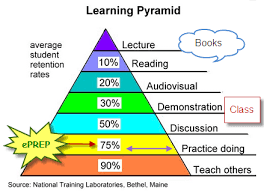 Learning Pyramid
average
student
retention
rates
Lecture
Books
10% Reading
20% Audiovisual
30% Demonstration
Class
50% Discussion
ePREP 75% Practice doing
90% Teach others
Source: National Training Laboratories, Bethel, Maine